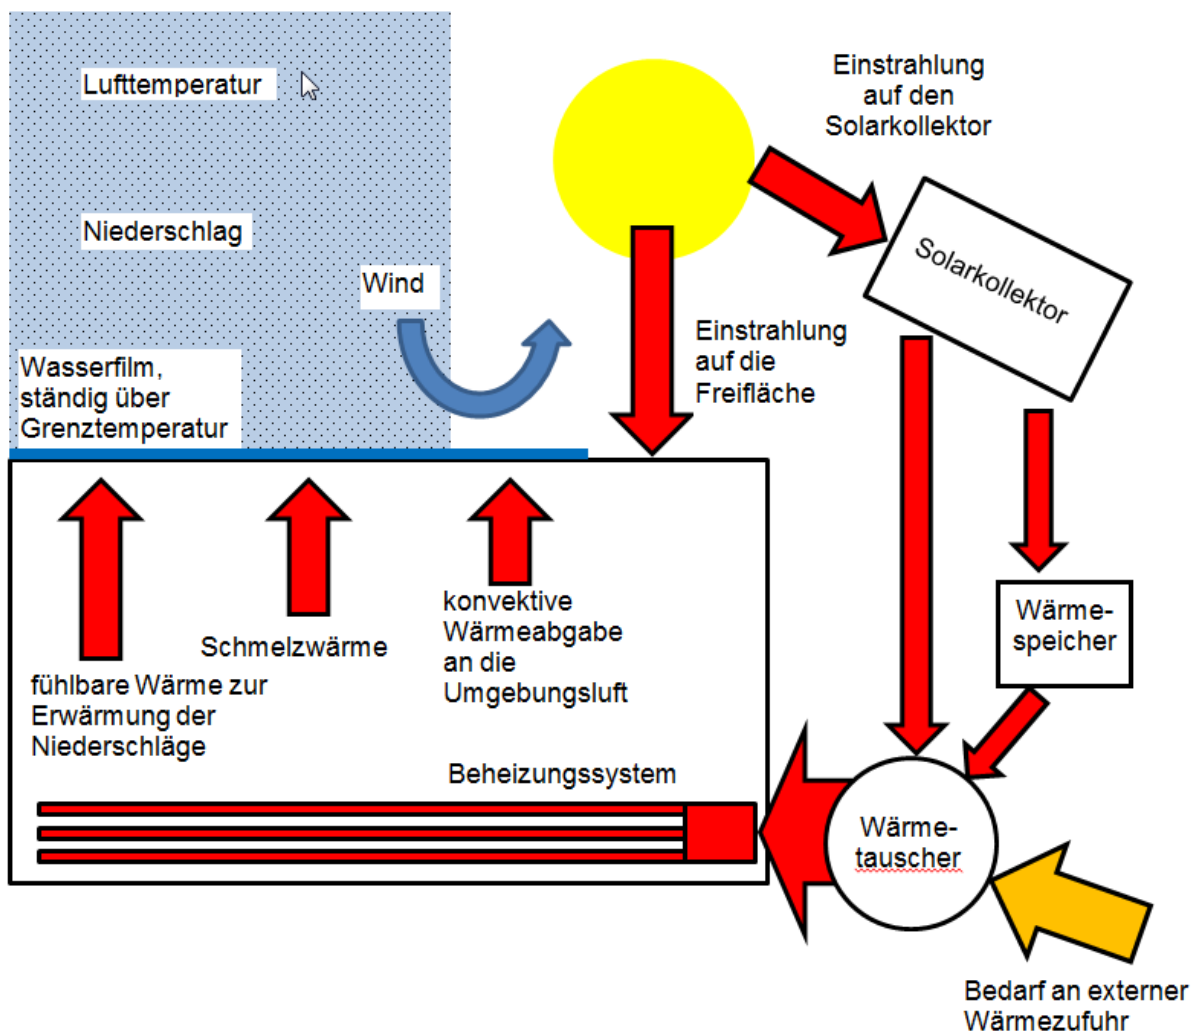 Lufttemperatur
Niederschlag
Wind
Wasserfilm,
ständig über
Grenztemperatur
Einstrahlung
auf den
Solarkollektor
Solarkollektor
Einstrahlung
auf die
Freifläche
fühlbare Wärme zur
Erwärmung der
Niederschläge
Schmelzwärme
konvektive
Wärmeabgabe
an die
Umgebungsluft
Wärme-
speicher
Beheizungssystem
Wärme-
tauscher
Bedarf an externer
Wärmezufuhr